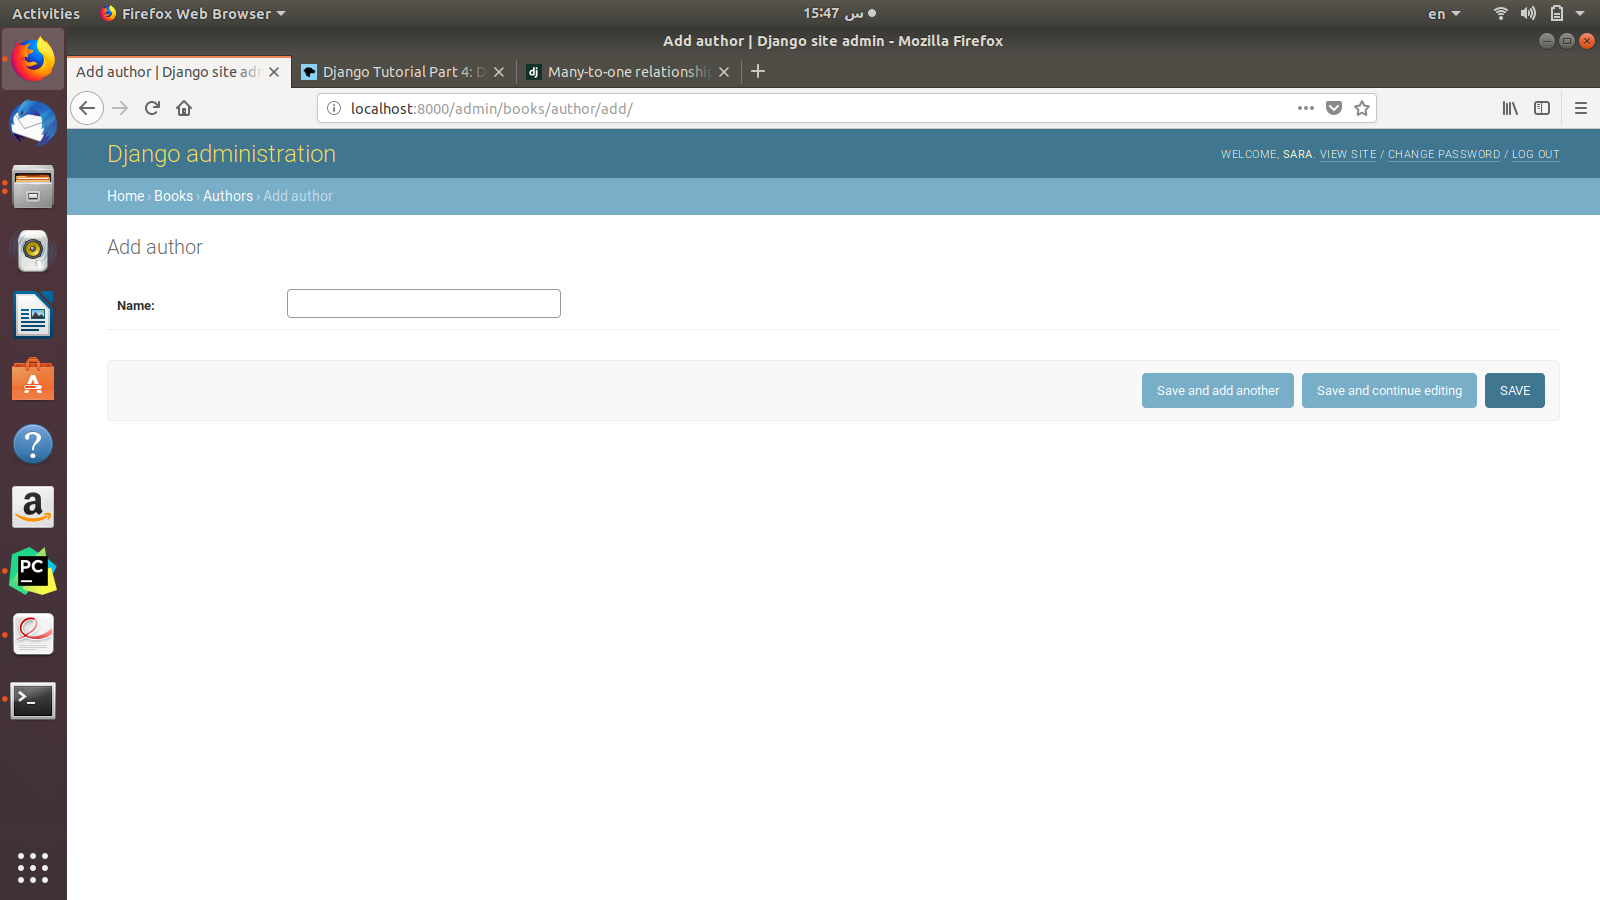 Activities
Firefox Web Browser
15:47 س
en
Add author | Django site admin - Mozilla Firefox
Add author | Django site adm
Django Tutorial Part 4: D
Many-to-one relationship
localhost:8000/admin/books/author/add/
Django administration
WELCOME, SARA. VIEW SITE / CHANGE PASSWORD / LOG OUT
Home › Books › Authors › Add author
Add author
Name:
Save and add another
Save and continue editing
SAVE